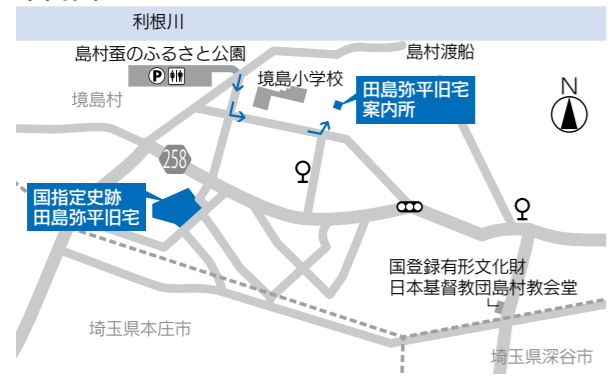 利根川
島村蚕のふるさと公園
島村渡船
P
境島小学校
田島弥平旧宅
案内所
N
境島村
258
国指定史跡
田島弥平旧宅
国登録有形文化財
日本基督教団島村教会堂
埼玉県本庄市
埼玉県深谷市